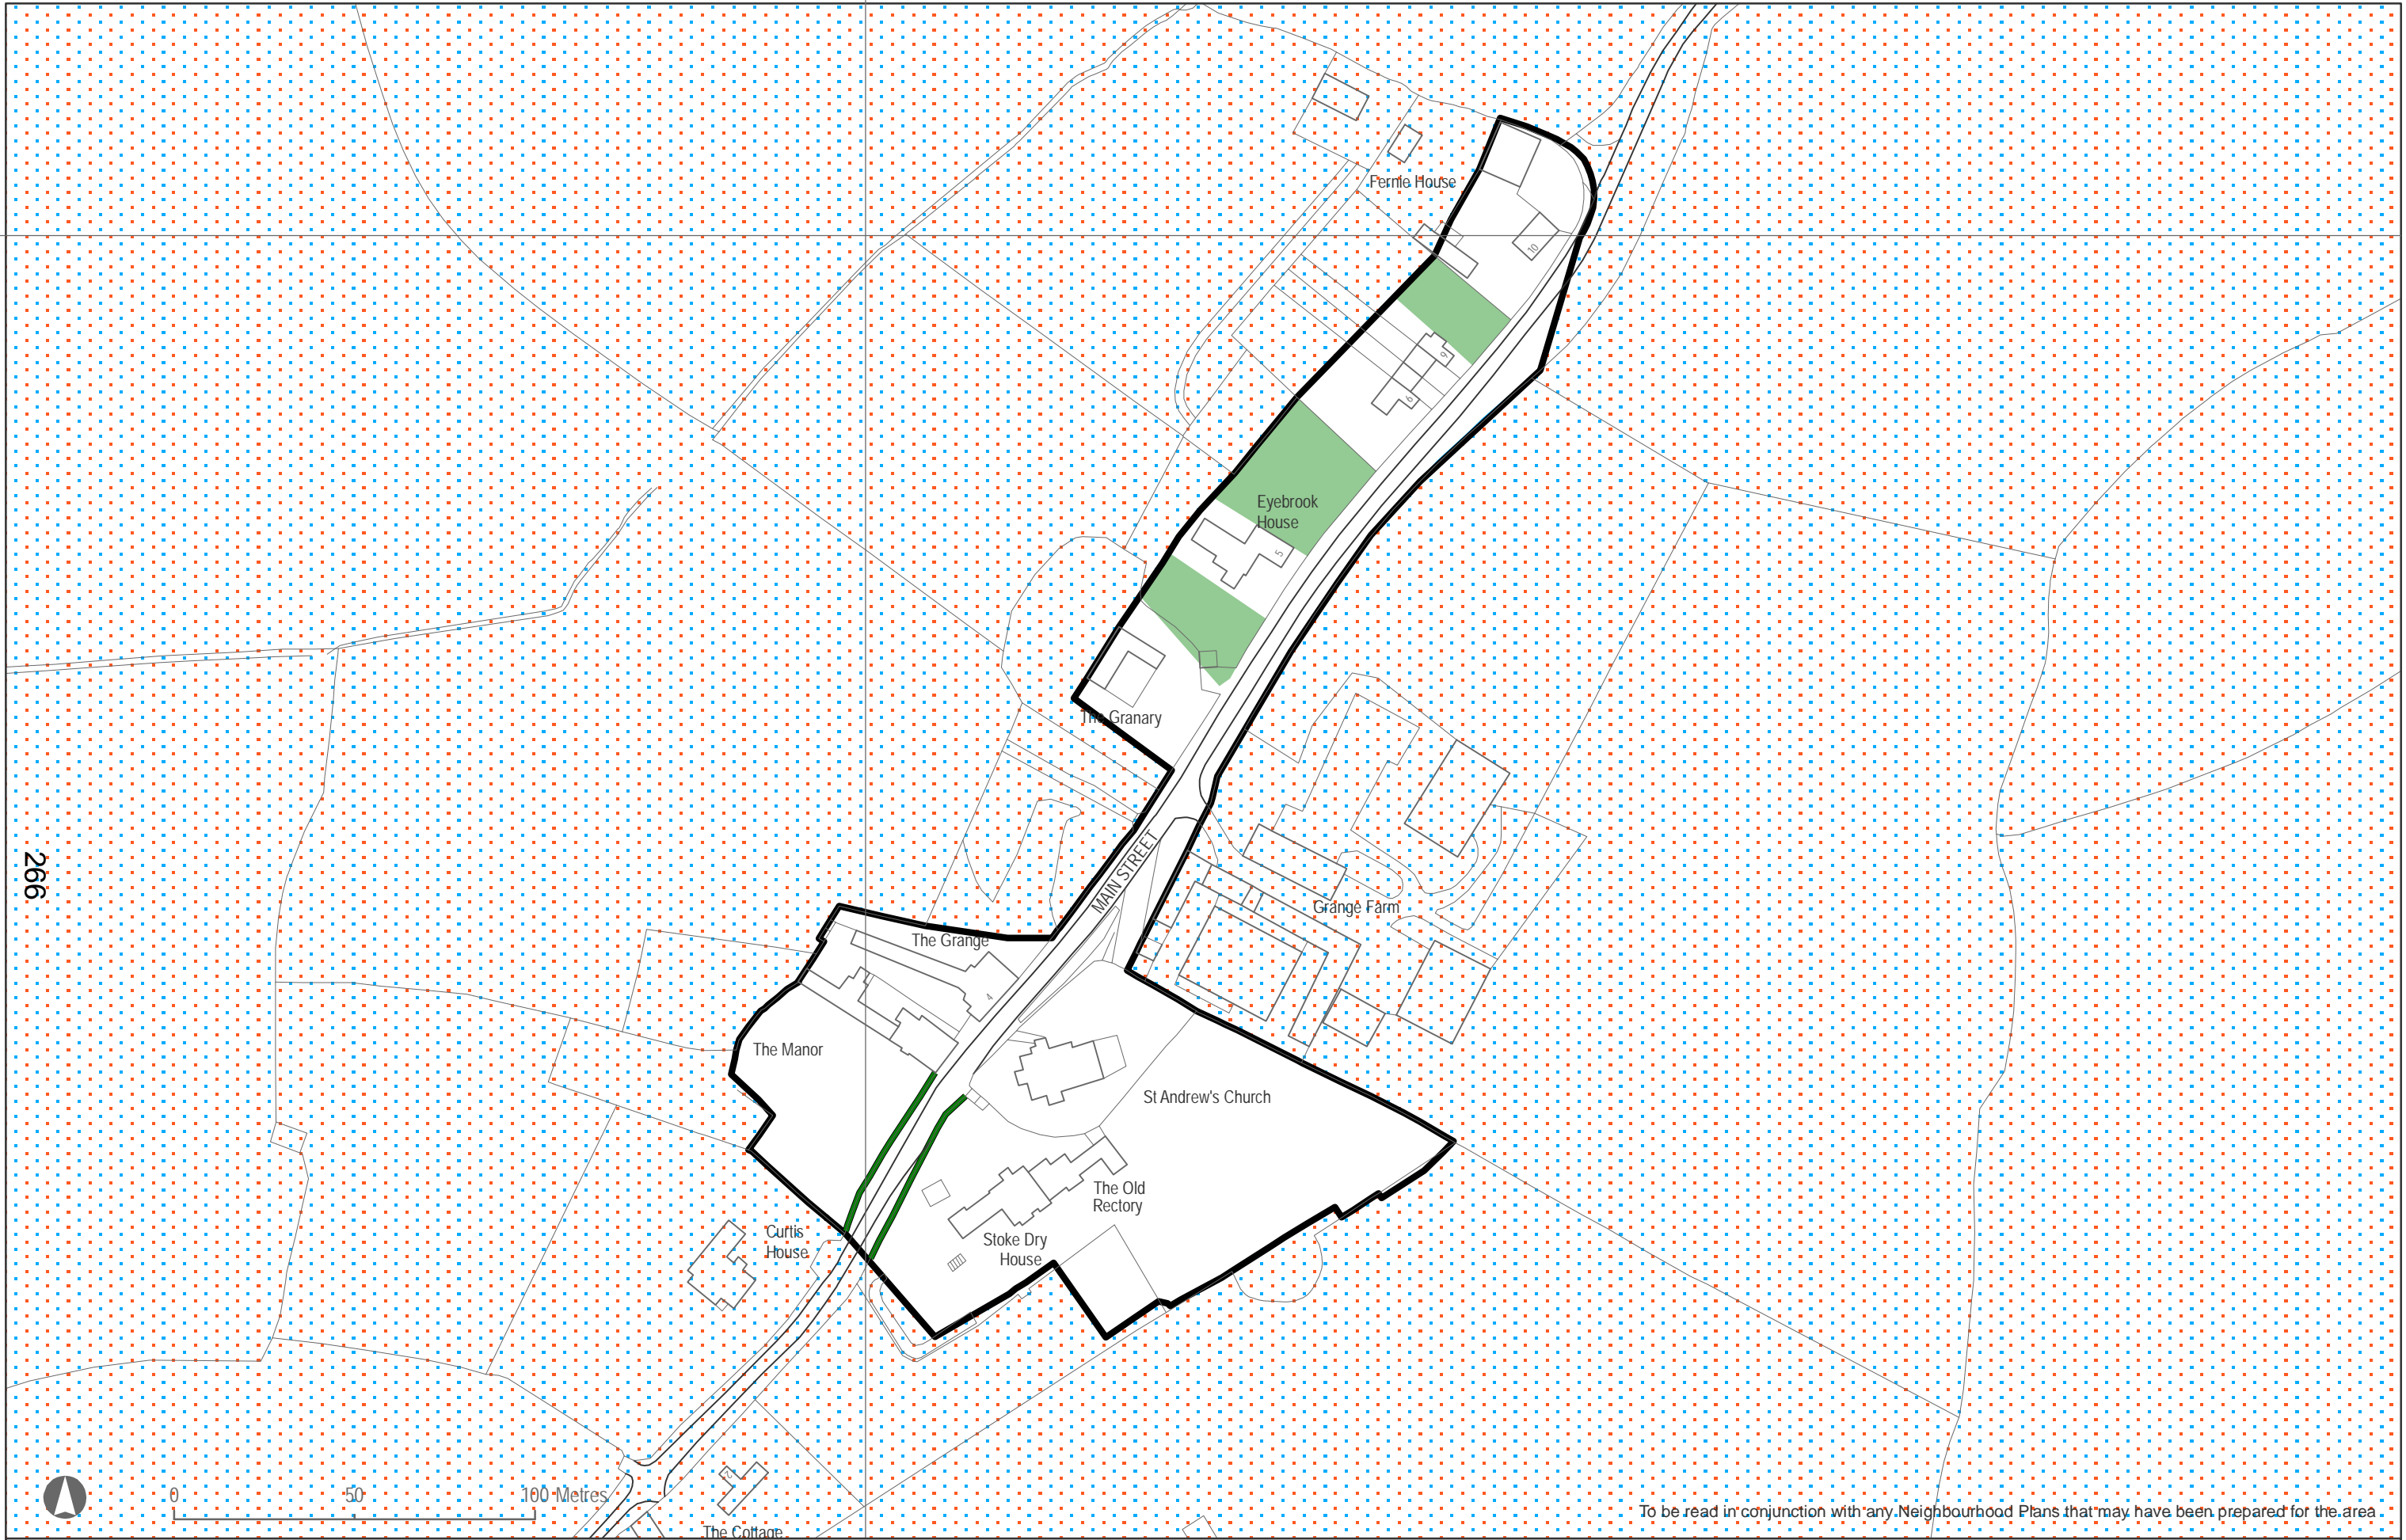 Fernie House
10
9
6
Eyebrook
House
5
The Granary
MAIN STREET
266
Grange Farm
The Grange
4
The Manor
St Andrew's Church
The Old
Rectory
Curtis
House
Stoke Dry
House
2
The Cottage
0 50 100 Metres
To be read in conjunction with any Neighbourhood Plans that may have been prepared for the area